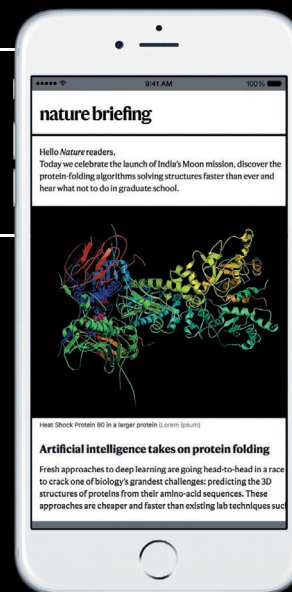 9:41 AM
100%
nature briefing
Hello Nature readers,
Today we celebrate the launch of India's Moon mission, discover the
protein-folding algorithms solving structures faster than ever and
hear what not to do in graduate school.
Heat Shock Protein 90 in a larger protein (Lorem ipsum)
Artificial intelligence takes on protein folding
Fresh approaches to deep learning are going head-to-head in a race
to crack one of biology's grandest challenges: predicting the 3D
structures of proteins from their amino-acid sequences. These
approaches are cheaper and faster than existing lab techniques such